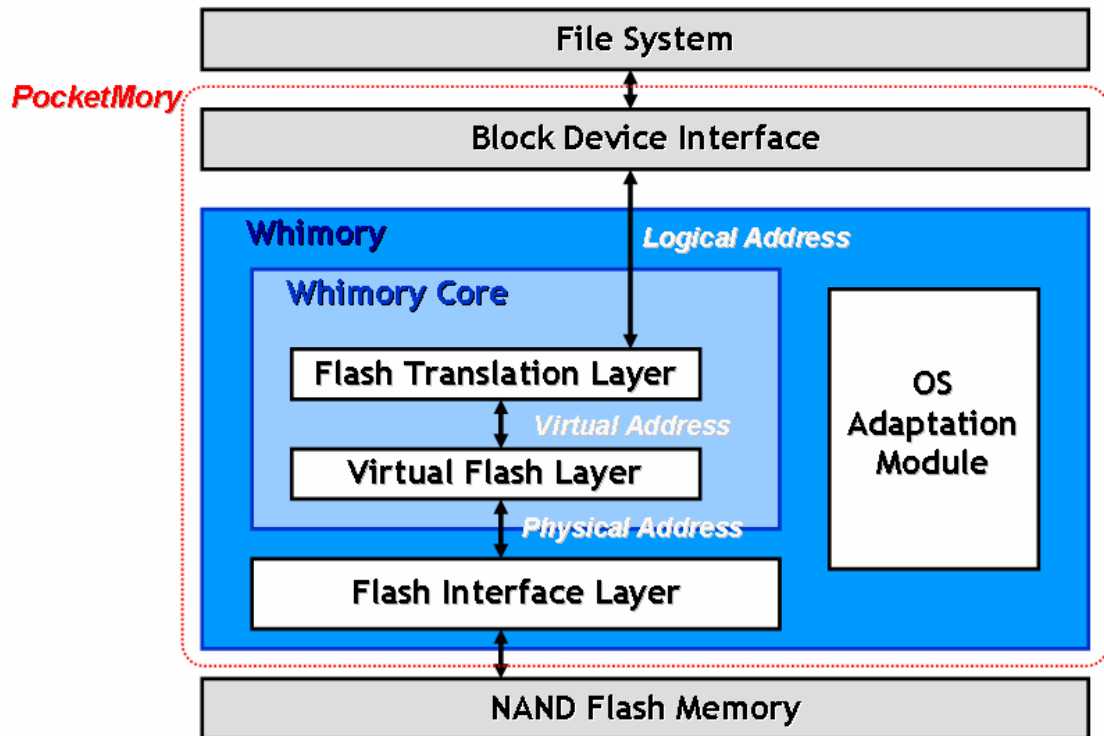 File System
PocketMory
Block Device Interface
Whimory
Logical Address
Whimory Core
Flash Translation Layer
OS
Adaptation
Module
Virtual Address
Virtual Flash Layer
Physical Address
Flash Interface Layer
NAND Flash Memory